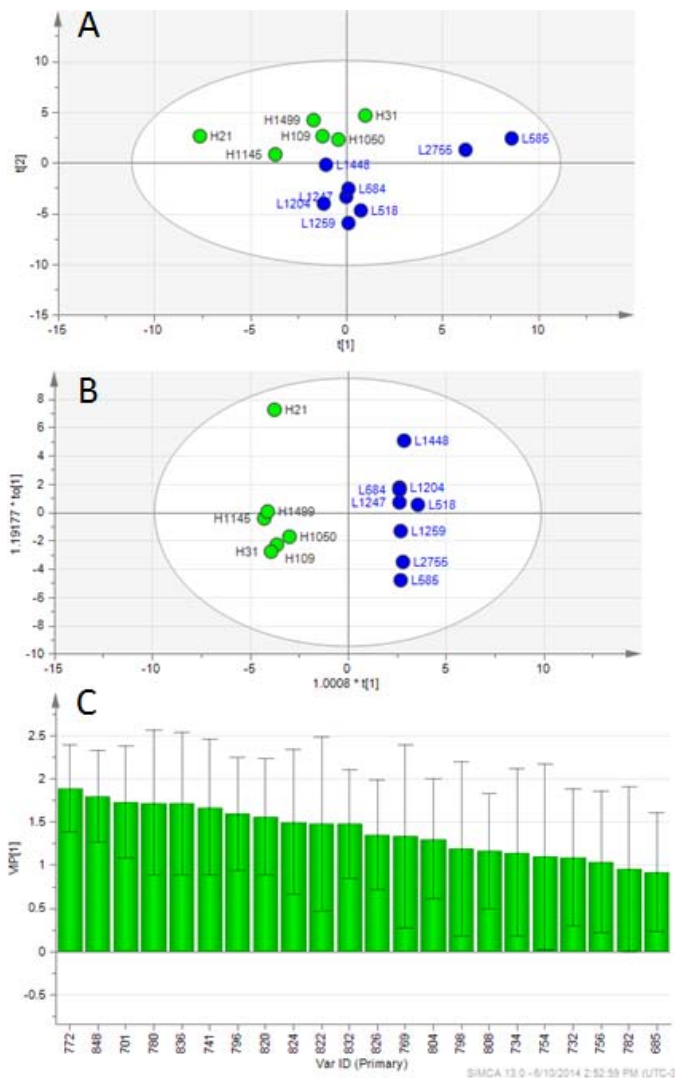 A
10
5
0
-5
-10
-15
t[2]
H1499
H31
H21
H109
H1050
H1145
L2755
L585
L1448
L684
L1247
L1204
L518
L1259
-15
-10
-5
0
5
10
t[1]
B
8
6
4
2
0
-2
-4
-6
-8
-10
1.19177 * to[1]
H21
L1448
L684
L1204
L1247
L518
H1499
H1145
H1050
L1259
H31
H109
L2755
L585
-15
-10
-5
0
5
10
1.0008 * t[1]
C
2.5
2
1.5
1
0.5
0
-0.5
VIP[1]
772 848 701 780 836 741 796 820 824 822 832 826 769 804 798 808 734 754 732 756 782 685
Var ID (Primary)
SIMCA 13.0 - 6/10/2014 2:52:59 PM (UTC-3